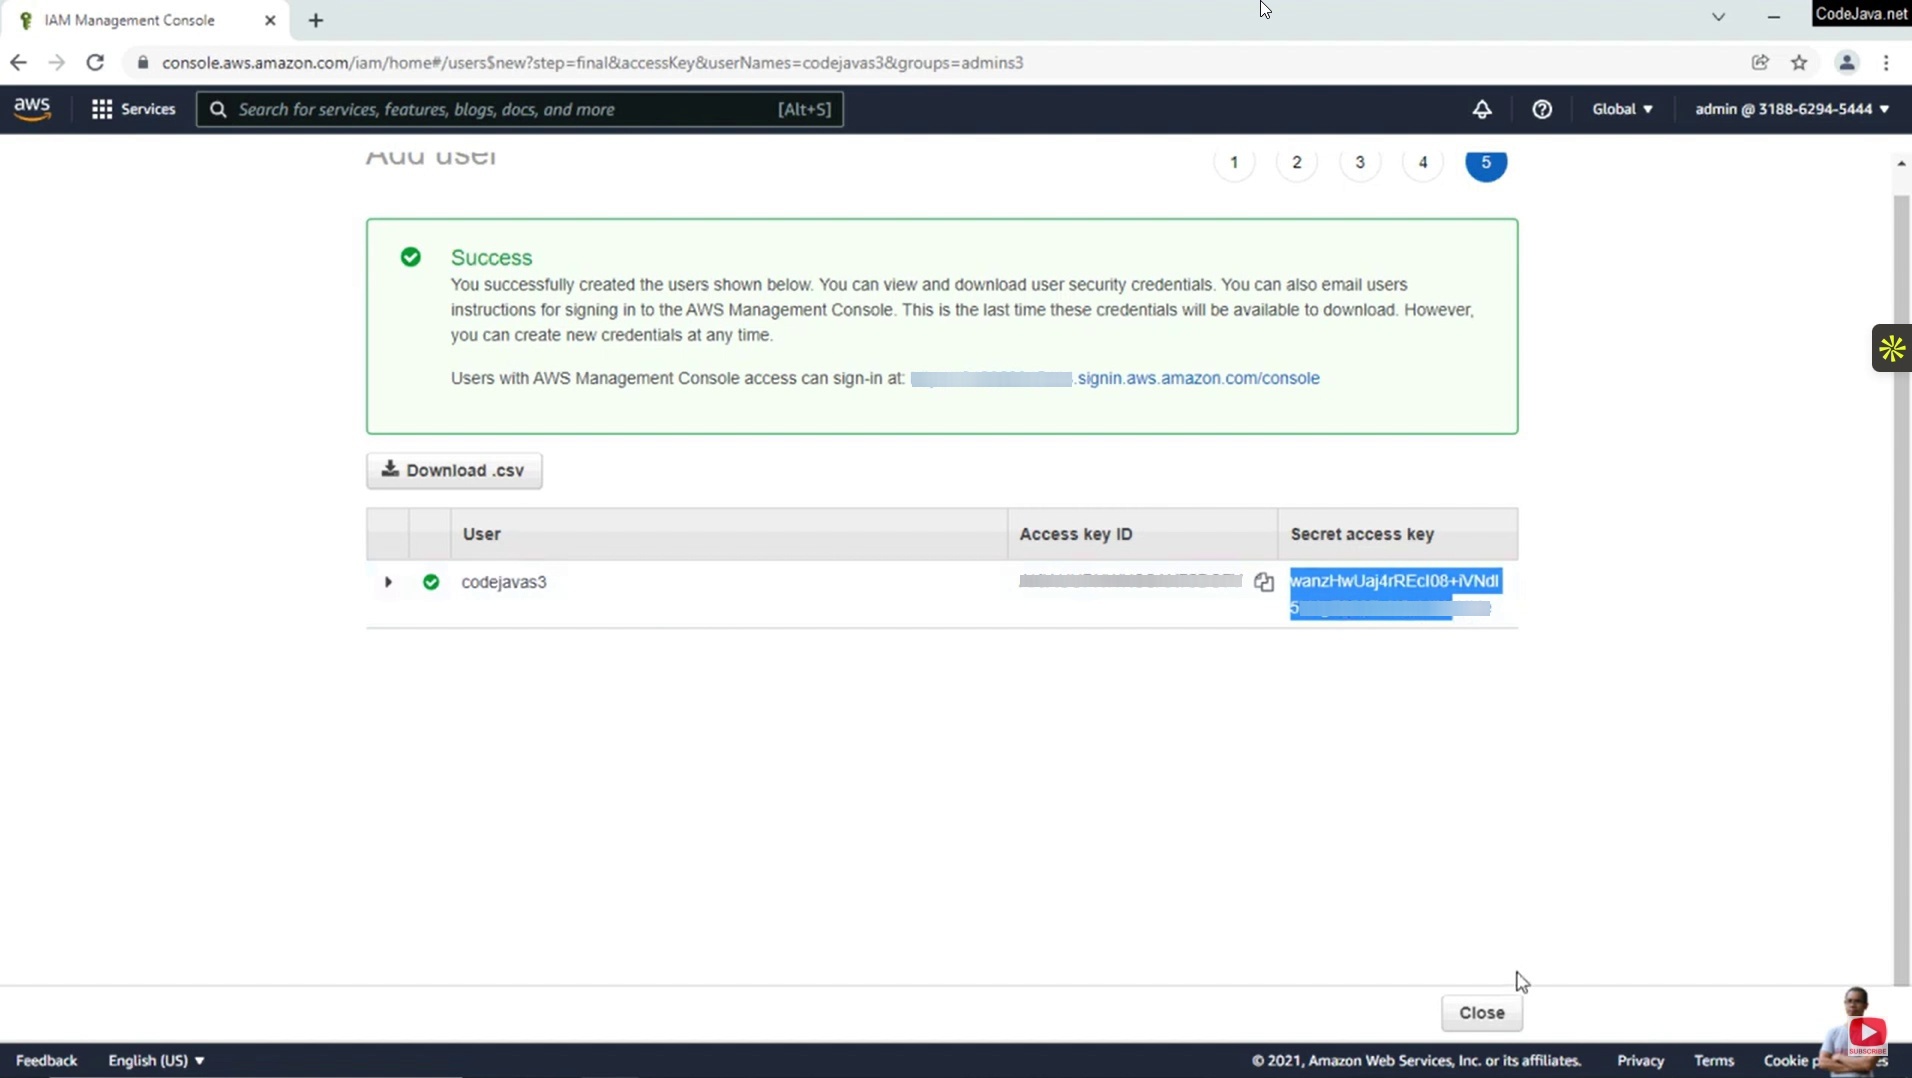 IAM Management Console
CodeJava.net
console.aws.amazon.com/iam/home#/users$new?step=final&accessKey&userNames=codejavas3&groups=admins3
aws
Services
Search for services, features, blogs, docs, and more
[Alt+S]
Global
admin @ 3188-6294-5444
Add user
1 2 3 4 5
Success
You successfully created the users shown below. You can view and download user security credentials. You can also email users
instructions for signing in to the AWS Management Console. This is the last time these credentials will be available to download. However,
you can create new credentials at any time.
Users with AWS Management Console access can sign-in at: .signin.aws.amazon.com/console
Download .csv
User Access key ID Secret access key
codejavas3 wanzHwUaj4rREcI08+iVNdI
5
Close
SUBSCRIBE
Feedback English (US) © 2021, Amazon Web Services, Inc. or its affiliates. Privacy Terms Cookie